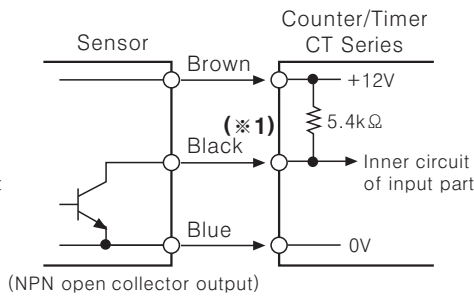 Counter/Timer
Sensor CT Series
Brown
+12V
(※1)
5.4kΩ
Black
Inner circuit
of input part
Blue
0V
(NPN open collector output)